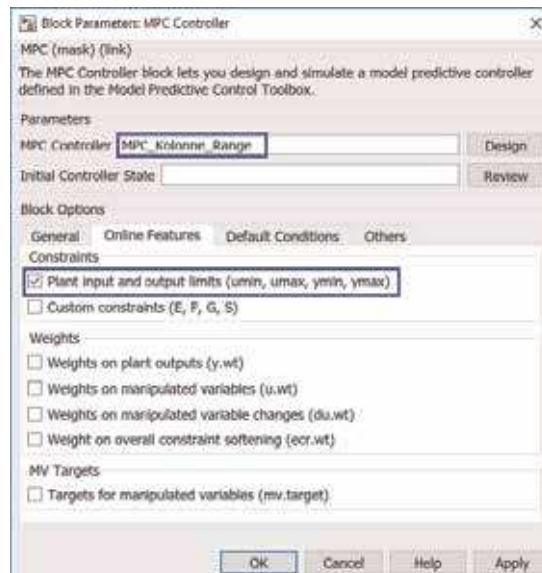 Block Parameters: MPC Controller
MPC (mask) (link)
The MPC Controller block lets you design and simulate a model predictive controller
defined in the Model Predictive Control Toolbox.
Parameters
MPC Controller MPC_Kolonne_Range Design
Initial Controller State Review
Block Options
General Online Features Default Conditions Others
Constraints
Plant input and output limits (umin, umax, ymin, ymax)
Custom constraints (E, F, G, S)
Weights
Weights on plant outputs (y.wt)
Weights on manipulated variables (u.wt)
Weights on manipulated variable changes (du.wt)
Weight on overall constraint softening (ecr.wt)
MV Targets
Targets for manipulated variables (mv.target)
OK Cancel Help Apply